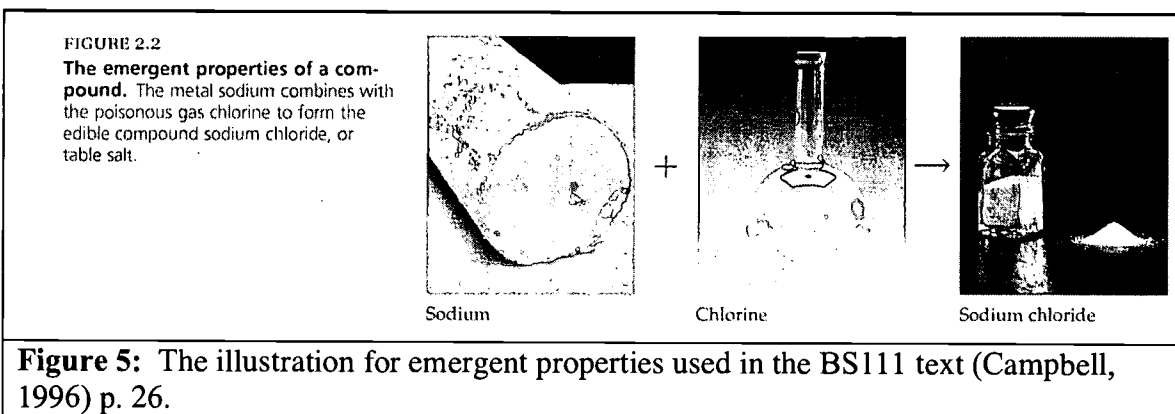 FIGURE 2.2
The emergent properties of a com-
pound. The metal sodium combines with
the poisonous gas chlorine to form the
edible compound sodium chloride, or
table salt.
+
→
Sodium
Chlorine
Sodium chloride
Figure 5: The illustration for emergent properties used in the BS111 text (Campbell,
1996) p. 26.